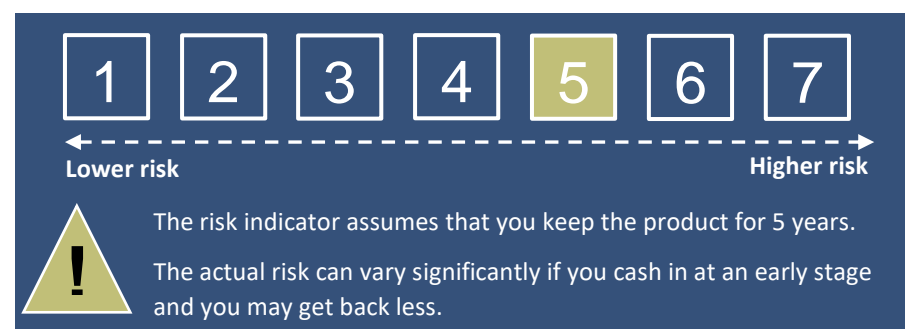 1 2 3 4 5 6 7
Lower risk Higher risk
The risk indicator assumes that you keep the product for 5 years.
! The actual risk can vary significantly if you cash in at an early stage
and you may get back less.